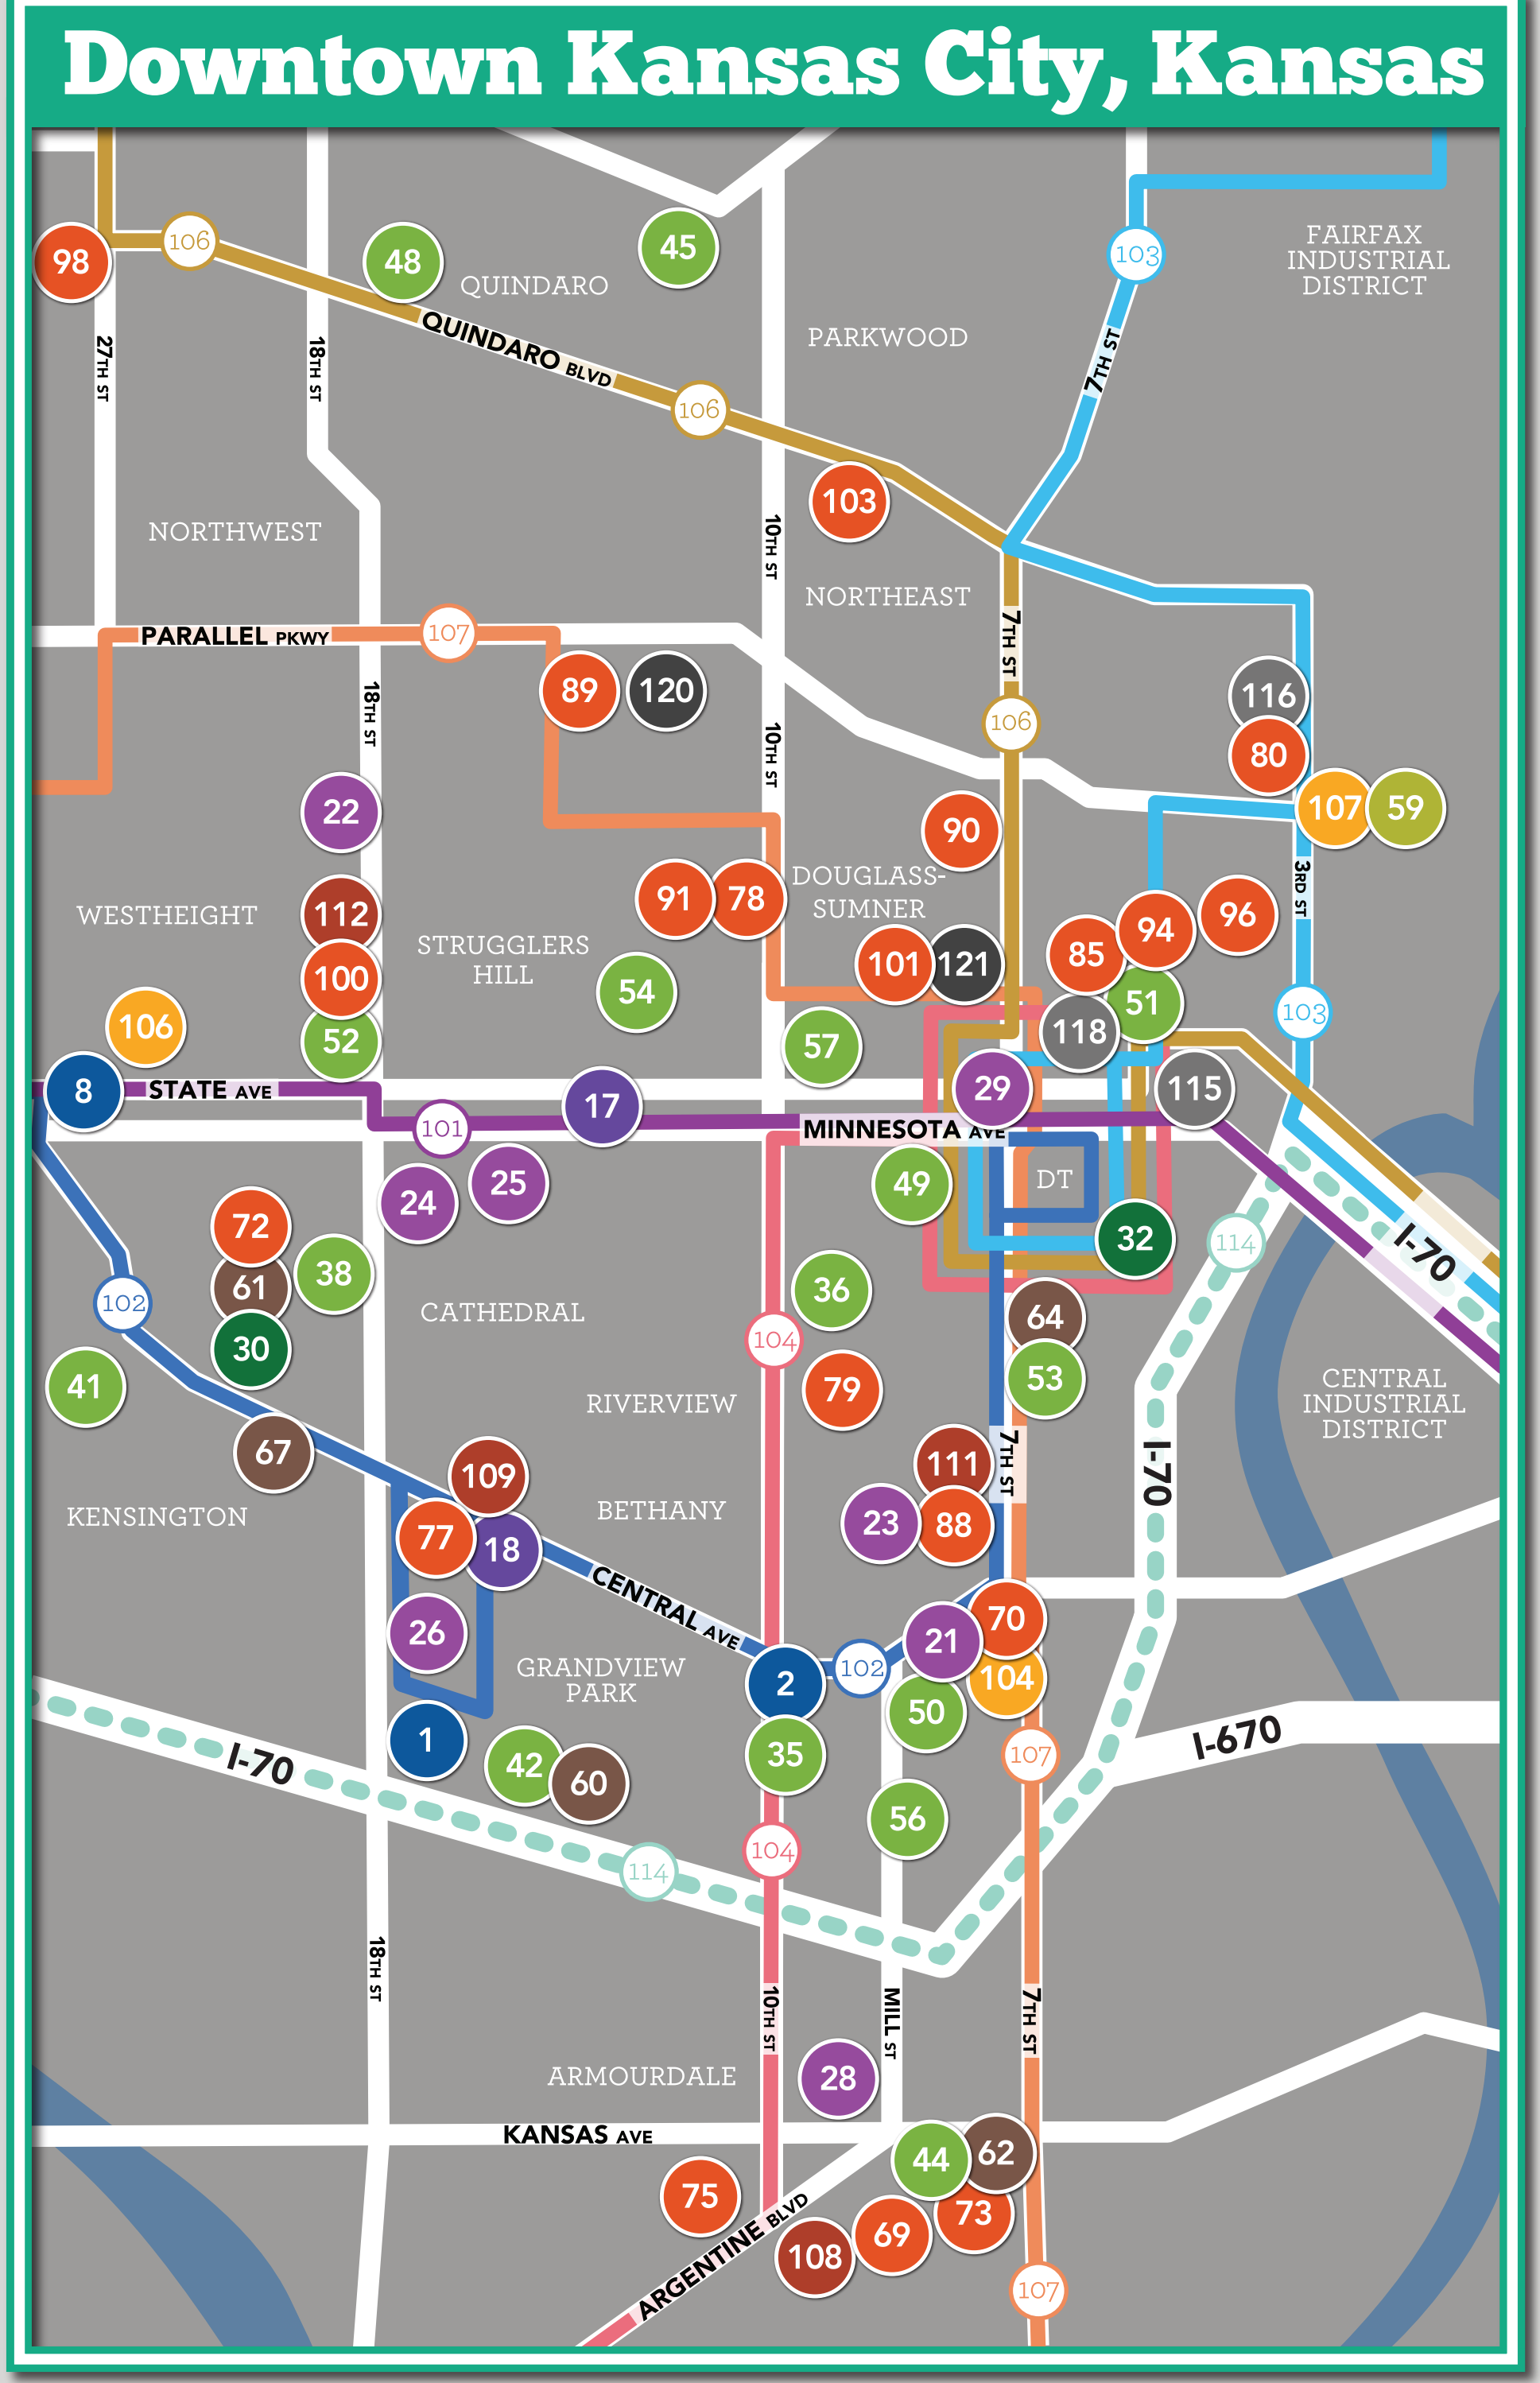 Downtown Kansas City, Kansas
106
48
45
103
98
FAIRFAX
INDUSTRIAL
DISTRICT
QUINDARO
PARKWOOD
27TH ST
18TH ST
QUINDARO BLVD
7TH ST
106
103
NORTHWEST
10TH ST
NORTHEAST
PARALLEL PKWY
107
7TH ST
89
120
116
18TH ST
106
10TH ST
80
22
107
59
90
DOUGLASS-
SUMNER
3RD ST
91
78
112
WESTHEIGHT
96
94
STRUGGLERS
HILL
85
101
121
100
54
51
103
106
118
52
57
8
STATE AVE
29
115
17
101
MINNESOTA AVE
DT
25
49
24
72
32
114
I-70
38
61
36
102
CATHEDRAL
64
104
30
41
79
53
RIVERVIEW
CENTRAL
INDUSTRIAL
DISTRICT
67
111
7TH ST
I-70
109
KENSINGTON
BETHANY
23
88
77
18
CENTRAL AVE
70
26
21
GRANDVIEW
PARK
102
2
104
50
1
35
107
I-670
I-70
42
60
56
104
114
18TH ST
10TH ST
MILL ST
7TH ST
ARMOURDALE
28
KANSAS AVE
44
62
75
73
69
108
ARGENTINE BLVD
107